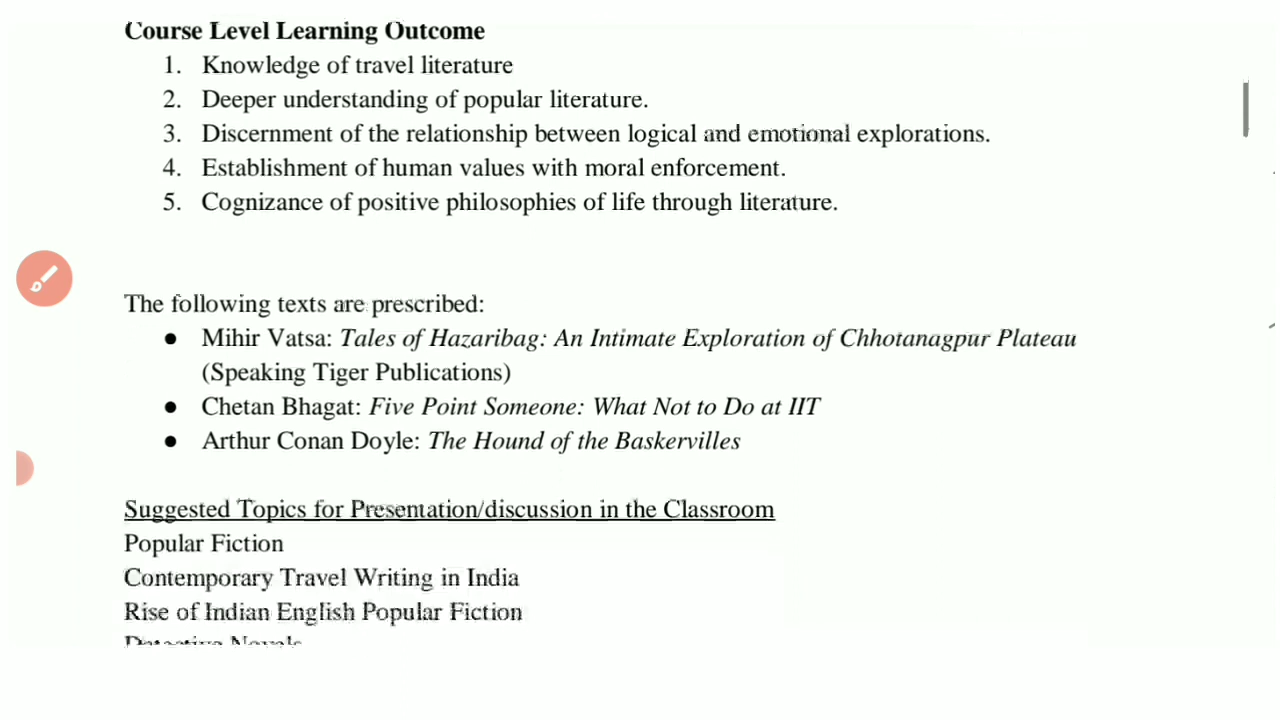 Course Level Learning Outcome
1. Knowledge of travel literature
2. Deeper understanding of popular literature.
3. Discernment of the relationship between logical and emotional explorations.
4. Establishment of human values with moral enforcement.
5. Cognizance of positive philosophies of life through literature.
The following texts are prescribed:
● Mihir Vatsa: Tales of Hazaribag: An Intimate Exploration of Chhotanagpur Plateau
(Speaking Tiger Publications)
● Chetan Bhagat: Five Point Someone: What Not to Do at IIT
● Arthur Conan Doyle: The Hound of the Baskervilles
Suggested Topics for Presentation/discussion in the Classroom
Popular Fiction
Contemporary Travel Writing in India
Rise of Indian English Popular Fiction
Detective Novels